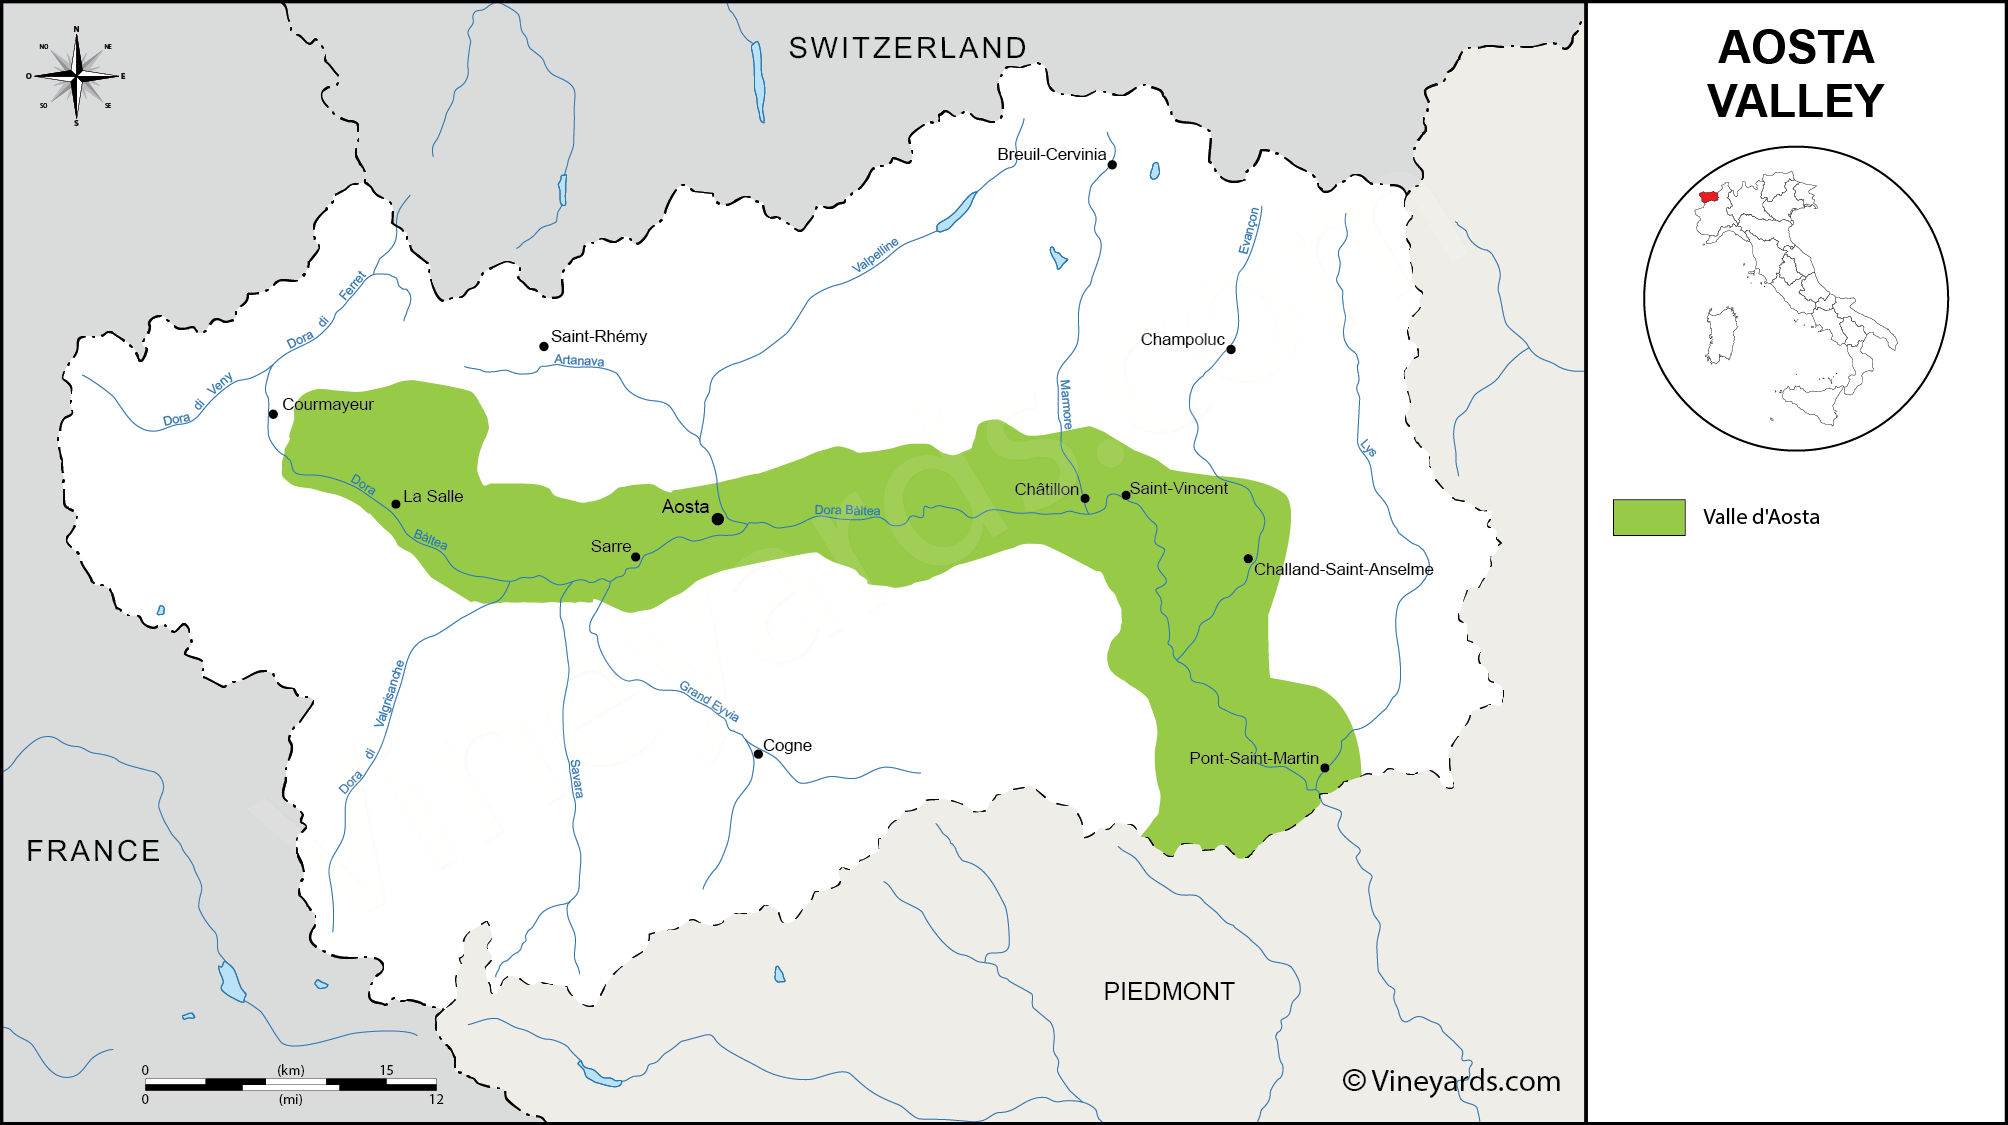 AOSTA
VALLEY
Valle d'Aosta
N
NO
NE
O
E
SO
SE
S
SWITZERLAND
Breuil-Cervinia
Evançon
Valpelline
Dora di Ferret
Saint-Rhémy
Artanava
Champoluc
Dora di Veny
Courmayeur
Marmore
Lys
Dora
La Salle
Châtillon
Saint-Vincent
Aosta
Dora Bàltea
Bàltea
Sarre
Challand-Saint-Anselme
Dora di Valgrisanche
Grand Eyvia
Cogne
Savara
Pont-Saint-Martin
FRANCE
PIEDMONT
0 (km) 15
0 (mi) 12
© Vineyards.com